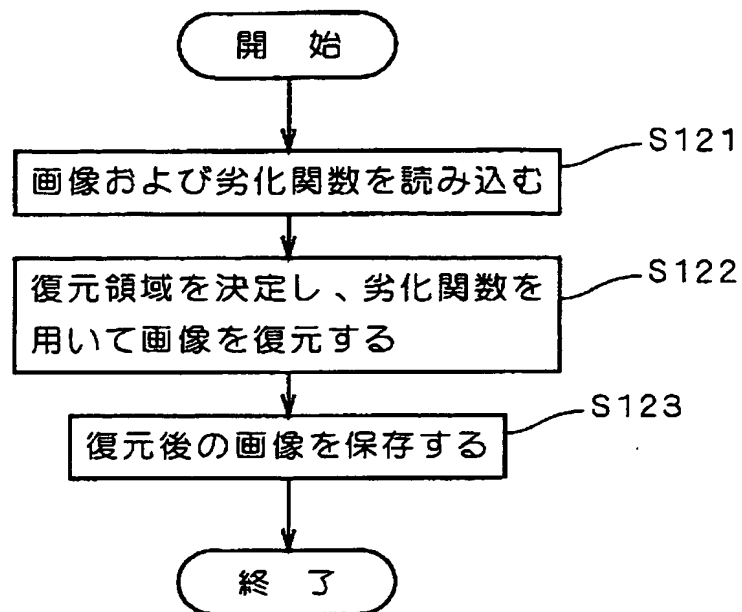 開 始
S121
画像および劣化関数を読み込む
S122
復元領域を決定し、劣化関数を
用いて画像を復元する
S123
復元後の画像を保存する
終 了